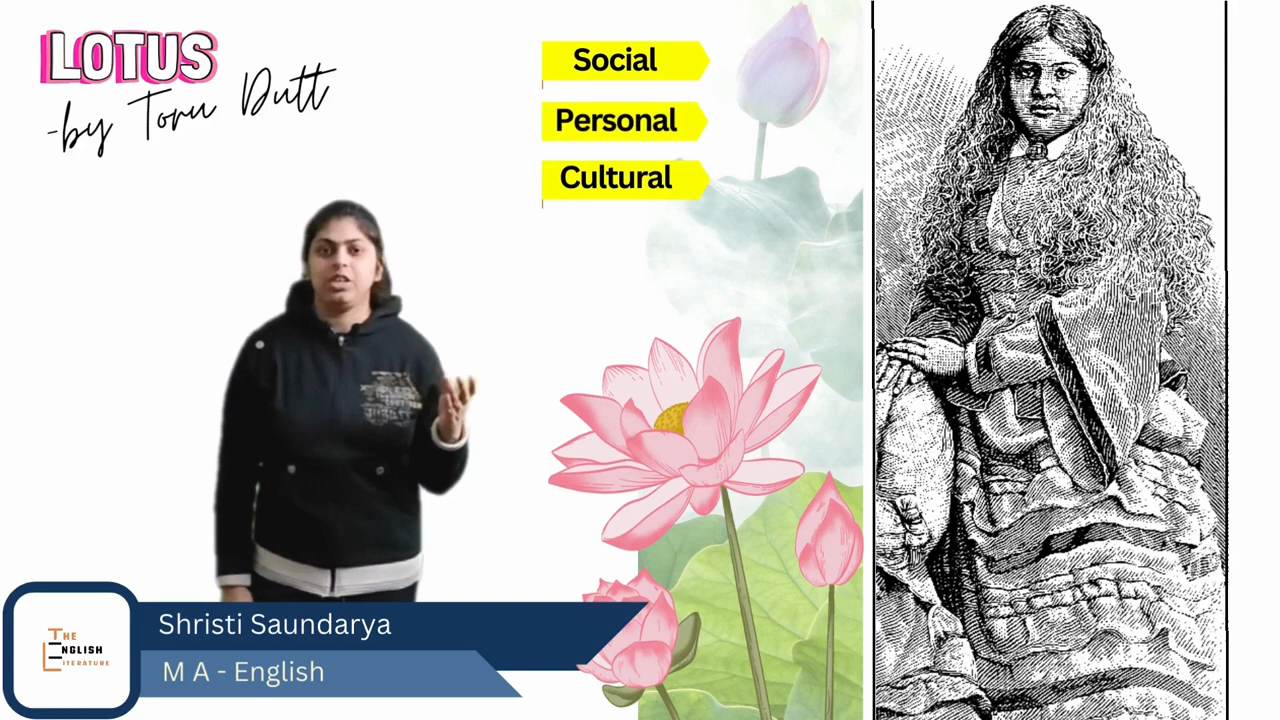 LOTUS
-by Toru Dutt
Social
Personal
Cultural
Shristi Saundarya
M A - English
THE
ENGLISH
LITERATURE